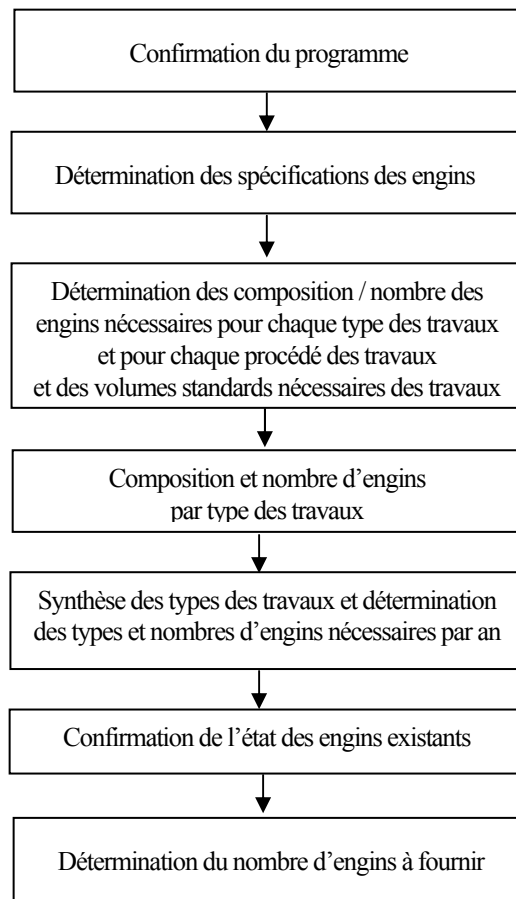 Confirmation du programme
Détermination des spécifications des engins
Détermination des composition / nombre des
engins nécessaires pour chaque type des travaux
et pour chaque procédé des travaux
et des volumes standards nécessaires des travaux
Composition et nombre d’engins
par type des travaux
Synthèse des types des travaux et détermination
des types et nombres d’engins nécessaires par an
Confirmation de l’état des engins existants
Détermination du nombre d’engins à fournir